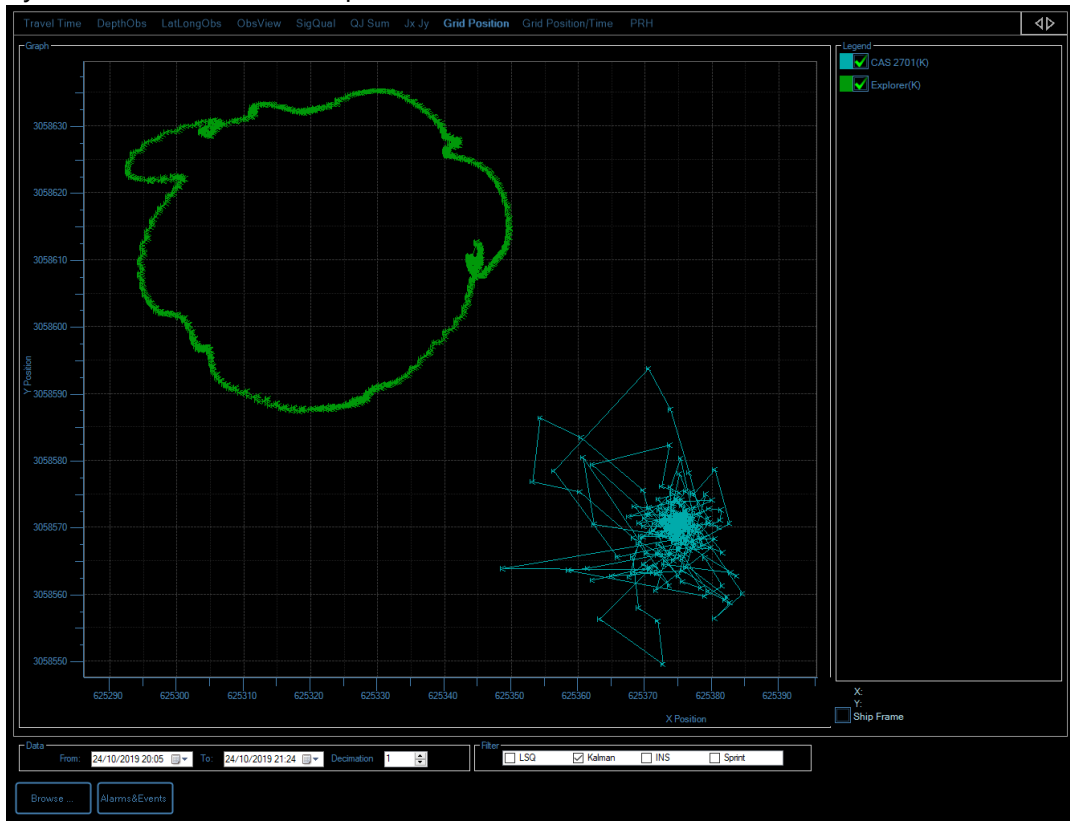 Travel Time DepthObs LatLongObs ObsView SigQual QJ Sum Jx Jy Grid Position Grid Position/Time PRH
Graph
Legend
CAS 2701(K)
Explorer(K)
3058630
3058620
3058610
3058600
3058590
3058580
3058570
3058560
3058550
Y Position
625290 625300 625310 625320 625330 625340 625350 625360 625370 625380 625390
X Position
X:
Y:
Ship Frame
Data
From: 24/10/2019 20:05 To: 24/10/2019 21:24 Decimation 1
Filter
LSQ Kalman INS Sprint
Browse ... Alarms&Events